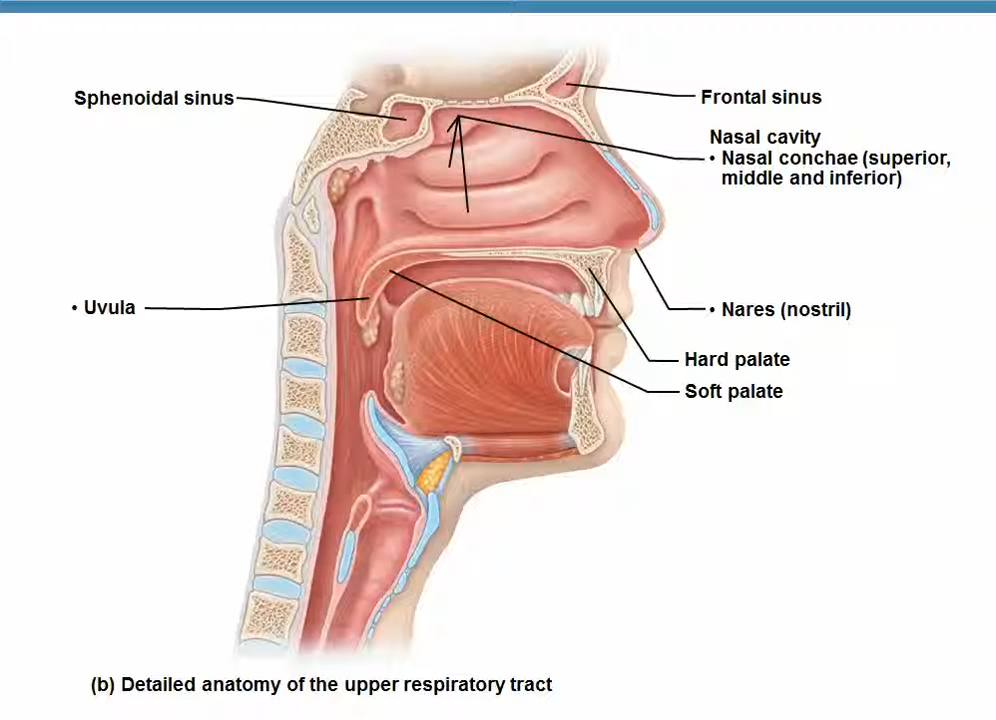 Sphenoidal sinus
Frontal sinus
Nasal cavity
• Nasal conchae (superior,
middle and inferior)
• Uvula
• Nares (nostril)
Hard palate
Soft palate
(b) Detailed anatomy of the upper respiratory tract